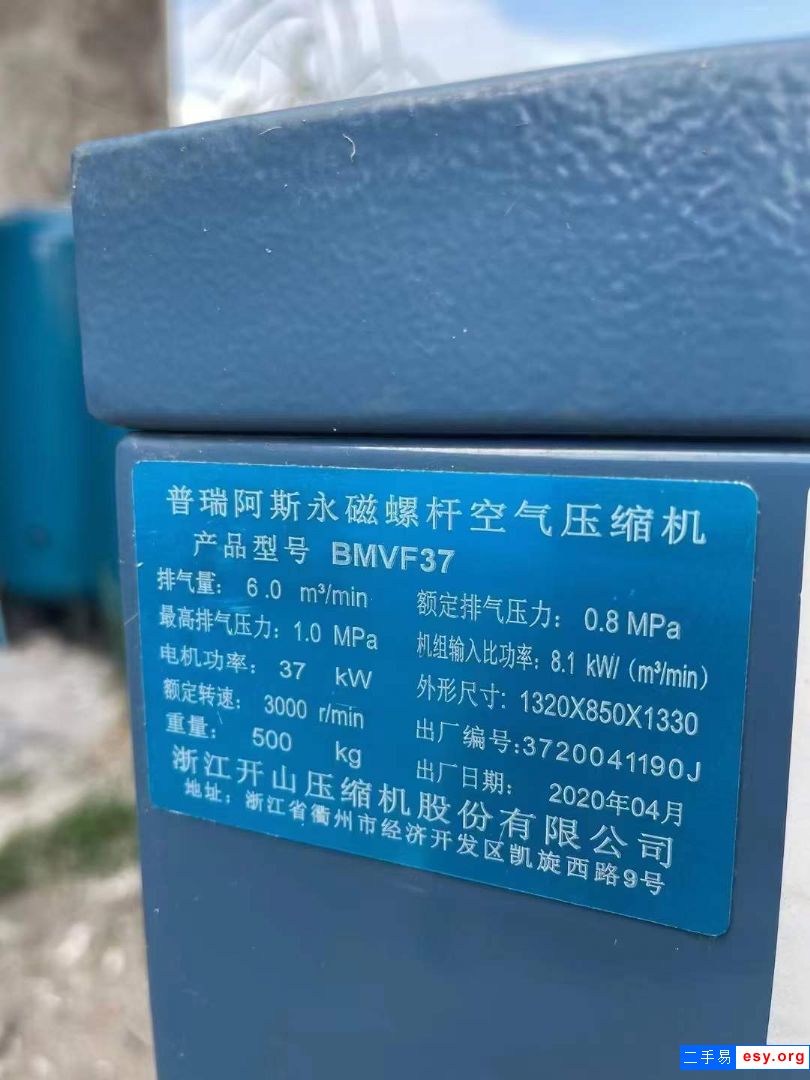 普瑞阿斯永磁螺杆空气压缩机
产品型号 BMVF37
排气量: 6.0 m³/min 额定排气压力: 0.8 MPa
最高排气压力: 1.0 MPa 机组输入比功率: 8.1 kW/(m³/min)
电机功率: 37 kW 外形尺寸: 1320X850X1330
额定转速: 3000 r/min 出厂编号:3720041190J
重量: 500 kg 出厂日期: 2020年04月
浙江开山压缩机股份有限公司
地址: 浙江省衢州市经济开发区凯旋西路9号
二手易 esy.org